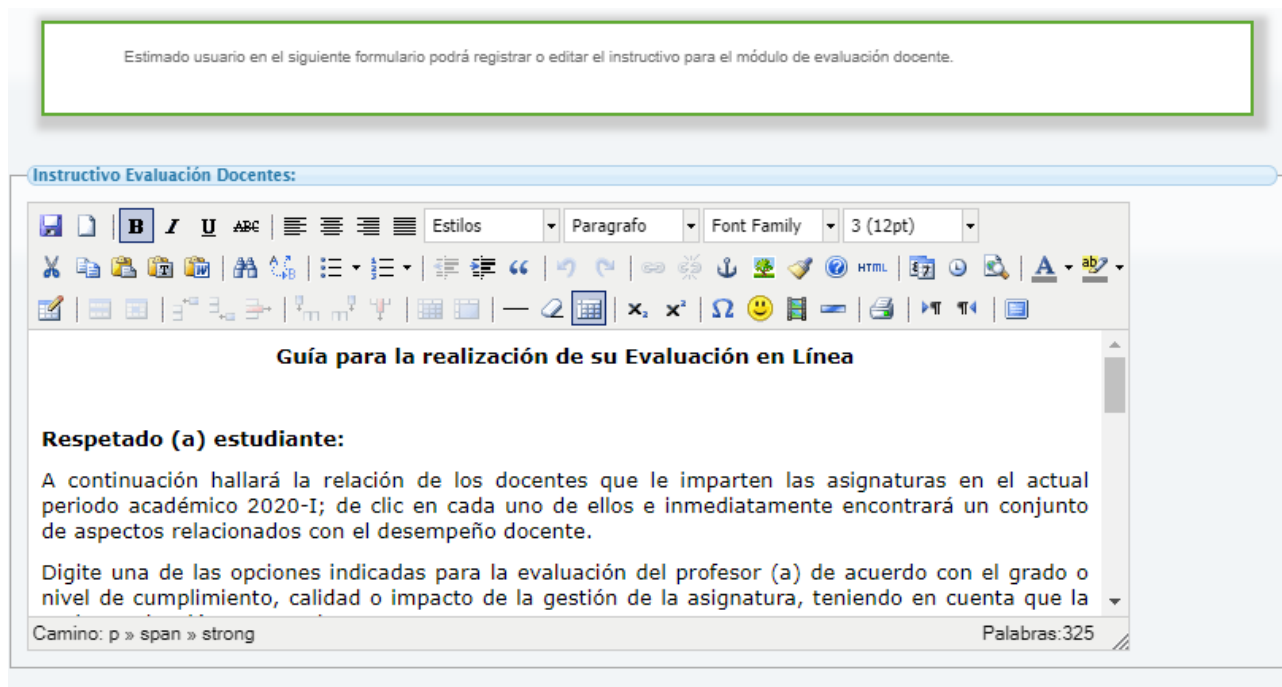 Estimado usuario en el siguiente formulario podrá registrar o editar el instructivo para el módulo de evaluación docente.
Instructivo Evaluación Docentes:
B I U ABC Estilos Paragrafo Font Family 3 (12pt)
HTML A ab
x₂ x² Ω
Guía para la realización de su Evaluación en Línea
Respetado (a) estudiante:
A continuación hallará la relación de los docentes que le imparten las asignaturas en el actual
periodo académico 2020-I; de clic en cada uno de ellos e inmediatamente encontrará un conjunto
de aspectos relacionados con el desempeño docente.
Digite una de las opciones indicadas para la evaluación del profesor (a) de acuerdo con el grado o
nivel de cumplimiento, calidad o impacto de la gestión de la asignatura, teniendo en cuenta que la
Camino: p » span » strong Palabras:325